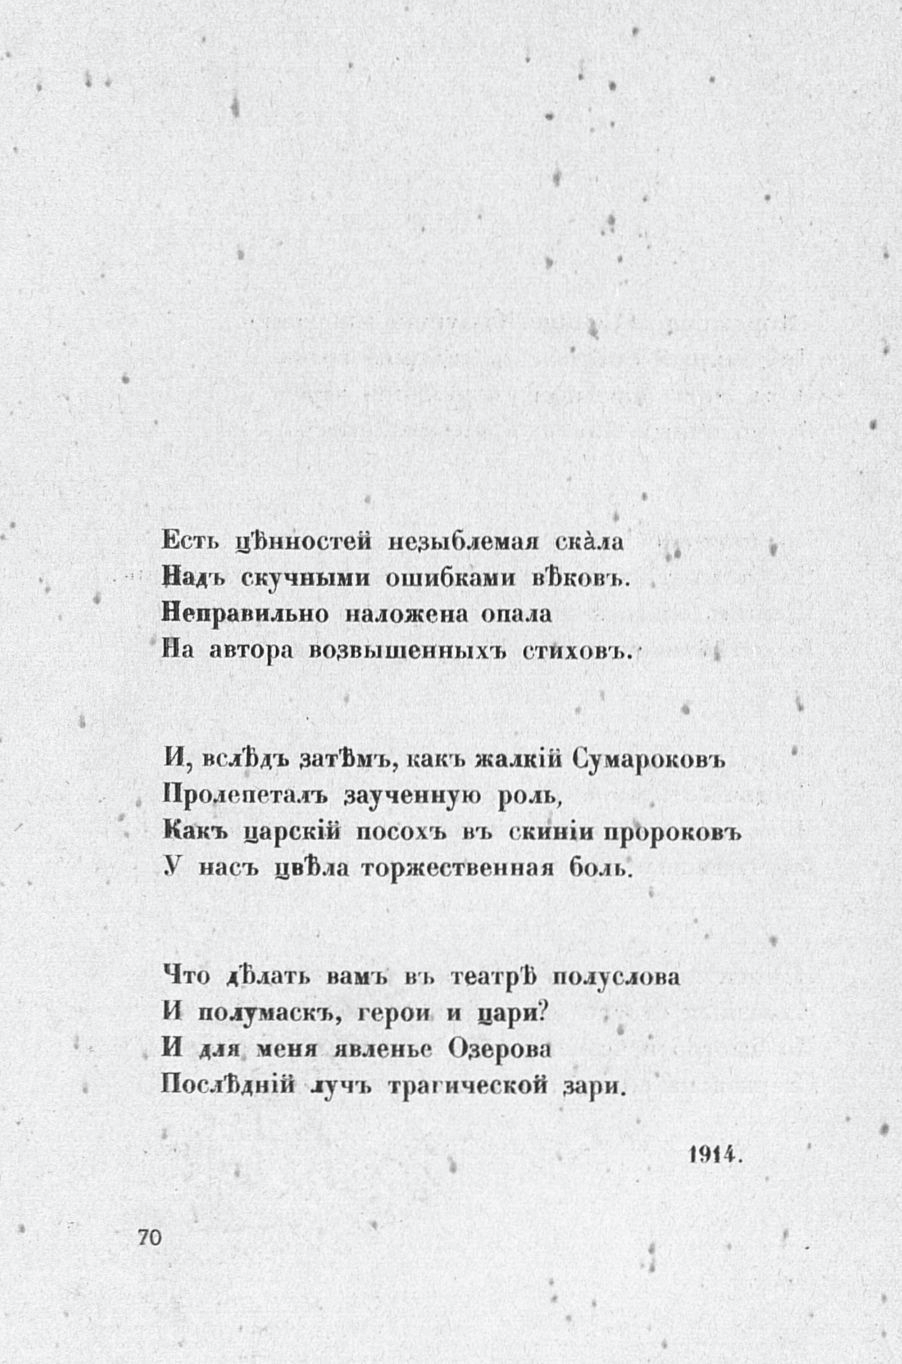 Есть цѣнностей незыблемая ска̀ла
Надъ скучными ошибками вѣковъ.
Неправильно наложена опала
На автора возвышенныхъ стиховъ.
И, вслѣдъ затѣмъ, какъ жалкій Сумароковъ
Пролепеталъ заученную роль,
Какъ царскій посохъ въ скиніи пророковъ
У насъ цвѣла торжественная боль.
Что дѣлать вамъ въ театрѣ полуслова
И полумаскъ, герои и цари?
И для меня явленье Озерова
Послѣдній лучъ трагической зари.
1914.
70